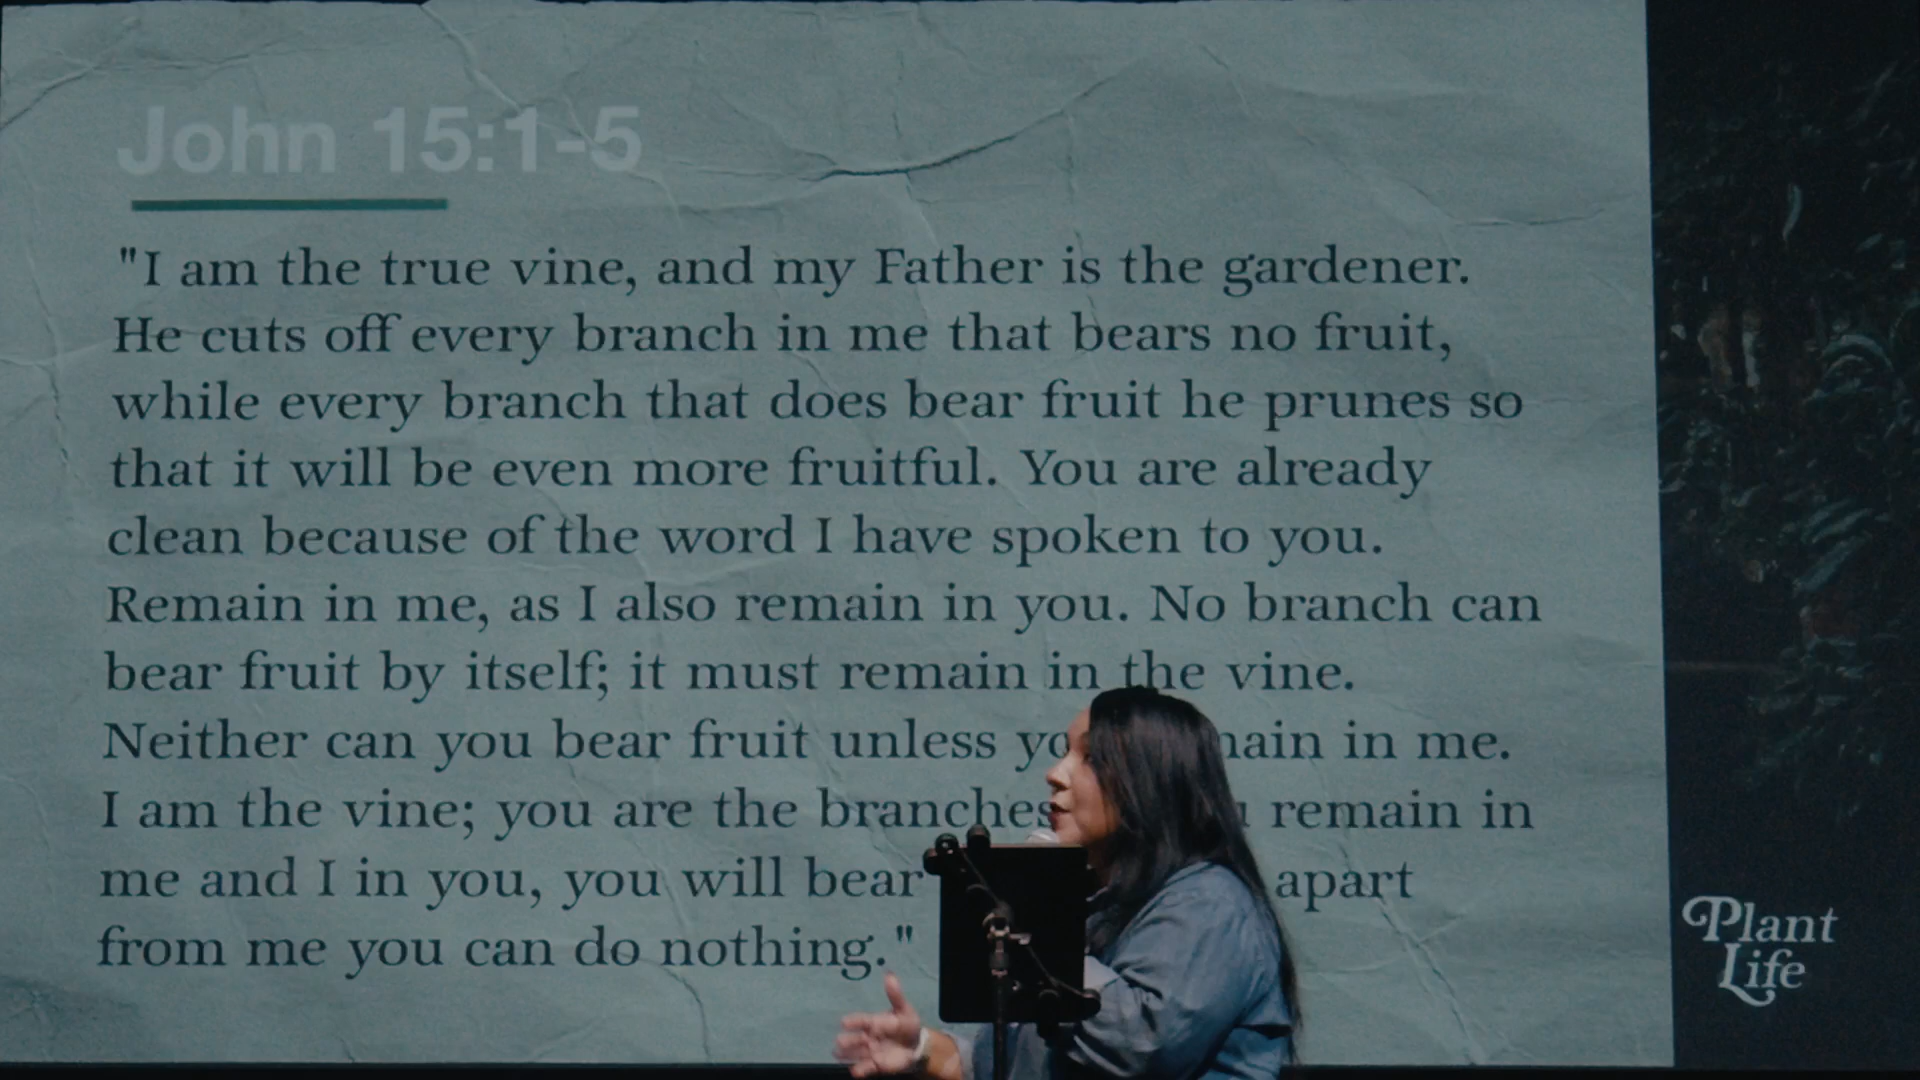 John 15:1-5
"I am the true vine, and my Father is the gardener.
He cuts off every branch in me that bears no fruit,
while every branch that does bear fruit he prunes so
that it will be even more fruitful. You are already
clean because of the word I have spoken to you.
Remain in me, as I also remain in you. No branch can
bear fruit by itself; it must remain in the vine.
Neither can you bear fruit unless in me.
I am the vine; you are the branches remain in
me and I in you, you will bear apart
from me you can do nothing."
Plant
Life